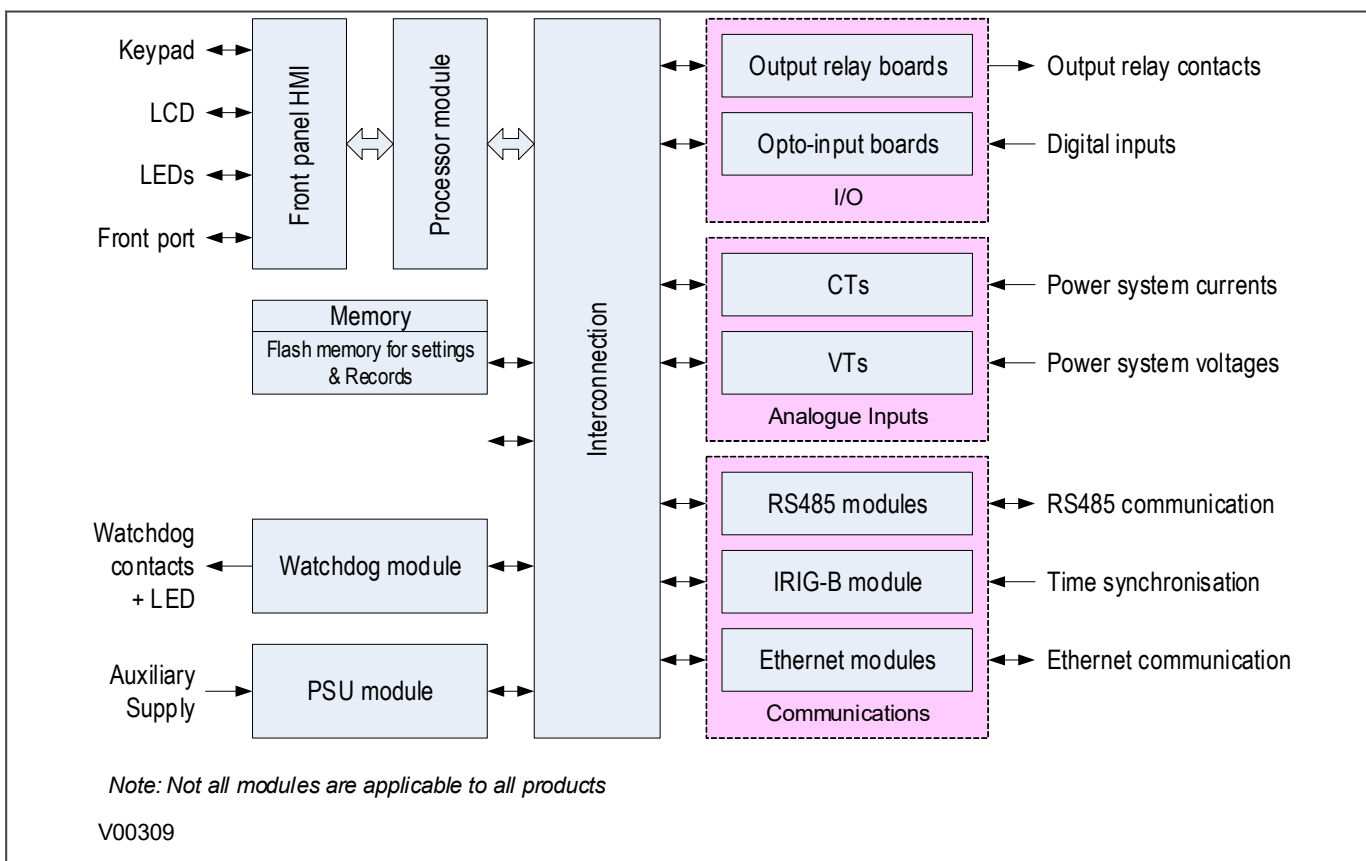 Keypad
LCD
LEDs
Front port
Front panel HMI
Processor module
Memory
Flash memory for settings
& Records
Watchdog
contacts
+ LED
Watchdog module
Auxiliary
Supply
PSU module
Interconnection
Output relay boards
Output relay contacts
Opto-input boards
Digital inputs
I/O
CTs
Power system currents
VTs
Power system voltages
Analogue Inputs
RS485 modules
RS485 communication
IRIG-B module
Time synchronisation
Ethernet modules
Ethernet communication
Communications
Note: Not all modules are applicable to all products
V00309